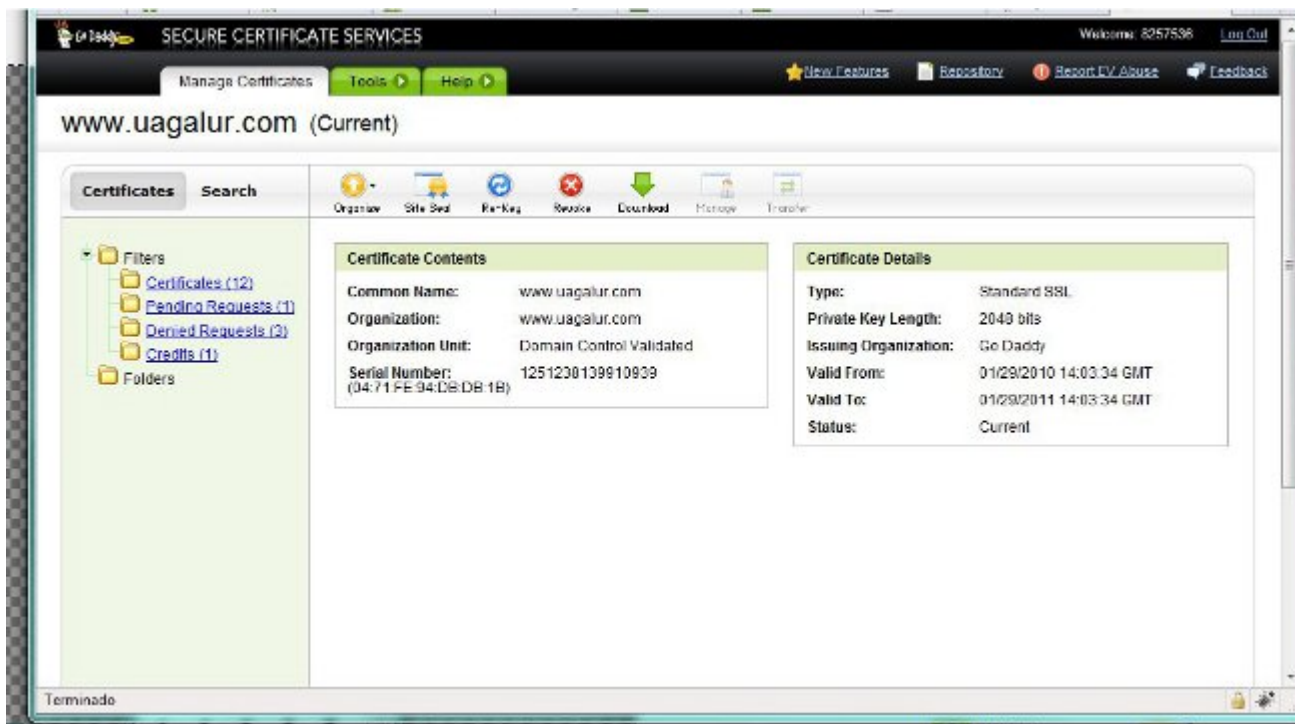 Go Daddy SECURE CERTIFICATE SERVICES Welcome: 8257536 Log Out
Manage Certificates Tools Help New Features Repository Report EV Abuse Feedback
www.uagalur.com (Current)
Certificates Search
Organize Site Seal Re-Key Revoke Download Manage Transfer
Filters
Certificates (12)
Pending Requests (1)
Denied Requests (3)
Credits (1)
Folders
Certificate Contents
Common Name: www.uagalur.com
Organization: www.uagalur.com
Organization Unit: Domain Control Validated
Serial Number: 1251238139910939
(04:71:FE:94:DB:DB:1B)
Certificate Details
Type: Standard SSL
Private Key Length: 2048 bits
Issuing Organization: Go Daddy
Valid From: 01/29/2010 14:03:34 GMT
Valid To: 01/29/2011 14:03:34 GMT
Status: Current
Terminado